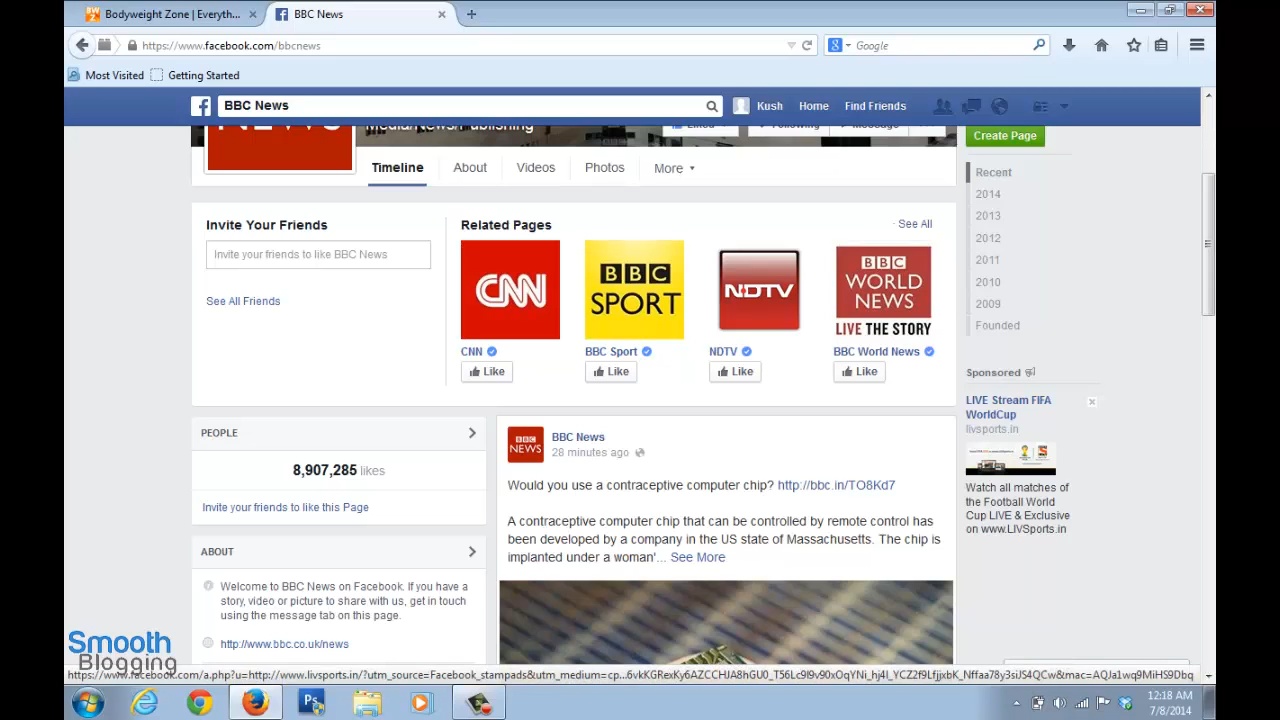 Bodyweight Zone | Everyth...
BBC News
https://www.facebook.com/bbcnews
Google
Most Visited
Getting Started
BBC News
Kush
Home
Find Friends
NEWS
Media/News/Publishing
Liked
Following
Message
Create Page
Timeline
About
Videos
Photos
More
Recent
2014
2013
2012
2011
2010
2009
Founded
Invite Your Friends
Invite your friends to like BBC News
See All Friends
Related Pages
See All
CNN
BBC
SPORT
NDTV
BBC
WORLD
NEWS
LIVE THE STORY
CNN
BBC Sport
NDTV
BBC World News
Like
Like
Like
Like
Sponsored
LIVE Stream FIFA
WorldCup
livsports.in
Watch all matches of
the Football World
Cup LIVE & Exclusive
on www.LIVSports.in
PEOPLE
8,907,285 likes
Invite your friends to like this Page
ABOUT
Welcome to BBC News on Facebook. If you have a
story, video or picture to share with us, get in touch
using the message tab on this page.
http://www.bbc.co.uk/news
BBC
NEWS
BBC News
28 minutes ago
Would you use a contraceptive computer chip? http://bbc.in/TO8Kd7
A contraceptive computer chip that can be controlled by remote control has
been developed by a company in the US state of Massachusetts. The chip is
implanted under a woman'... See More
Smooth
Blogging
12:18 AM
7/8/2014